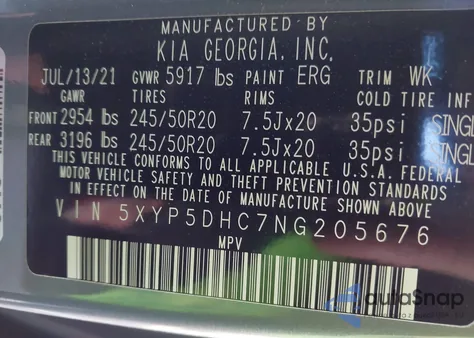 MANUFACTURED BY
KIA GEORGIA, INC.
JUL/13/21 GVWR 5917 lbs PAINT ERG TRIM WK
GAWR TIRES RIMS COLD TIRE INF
FRONT 2954 lbs 245/50R20 7.5Jx20 35psi SINGL
REAR 3196 lbs 245/50R20 7.5Jx20 35psi SINGL
THIS VEHICLE CONFORMS TO ALL APPLICABLE U.S.A. FEDERAL
MOTOR VEHICLE SAFETY AND THEFT PREVENTION STANDARDS
IN EFFECT ON THE DATE OF MANUFACTURE SHOWN ABOVE
VIN 5XYP5DHC7NG205676
MPV
autoSnap